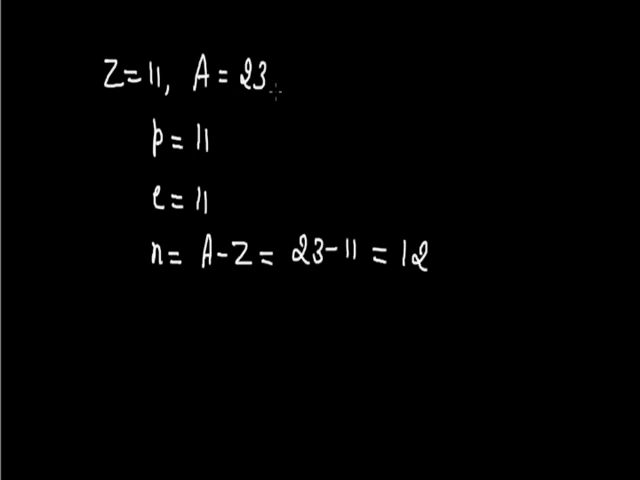 Z = 11, A = 23
p = 11
e = 11
n = A - Z = 23 - 11 = 12